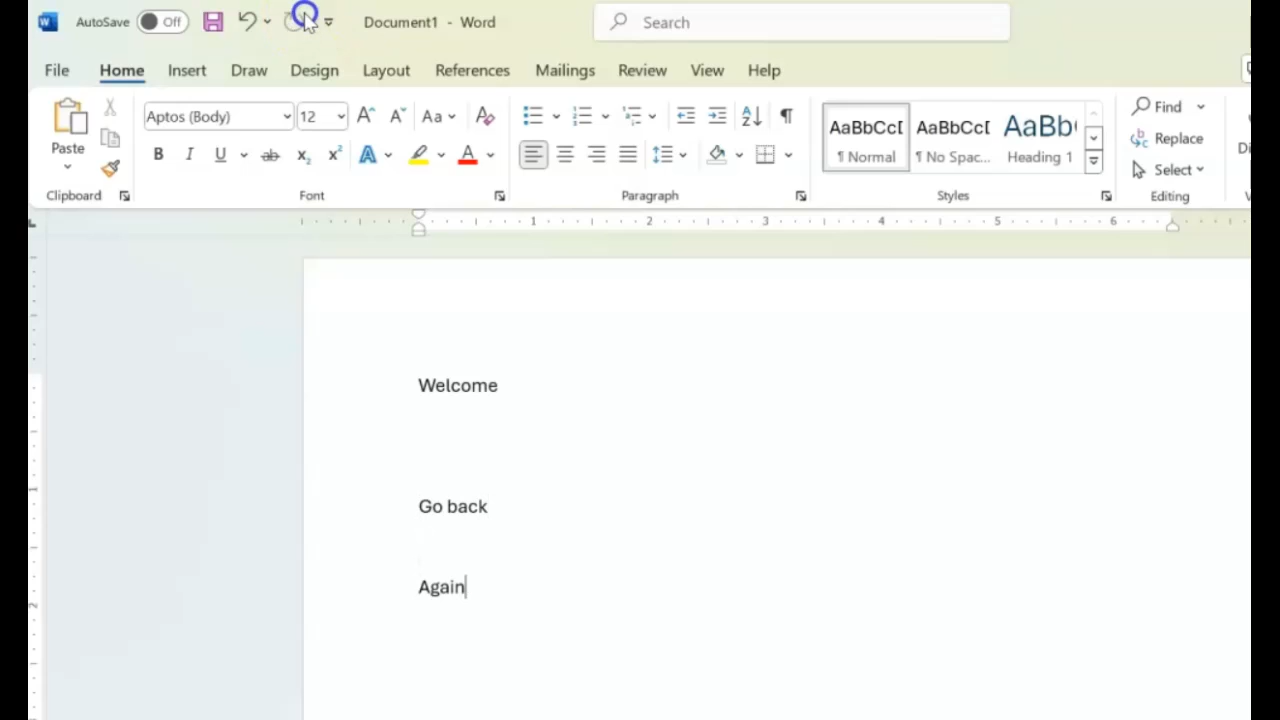 AutoSave Off Document1 - Word Search
File Home Insert Draw Design Layout References Mailings Review View Help
Paste Aptos (Body) 12 Aa AaBbCcD AaBbCcD AaBb Find
¶ Normal ¶ No Spac... Heading 1 Replace
Select
Clipboard Font Paragraph Styles Editing
1 2 3 4 5 6
Welcome
1
Go back
Again
2